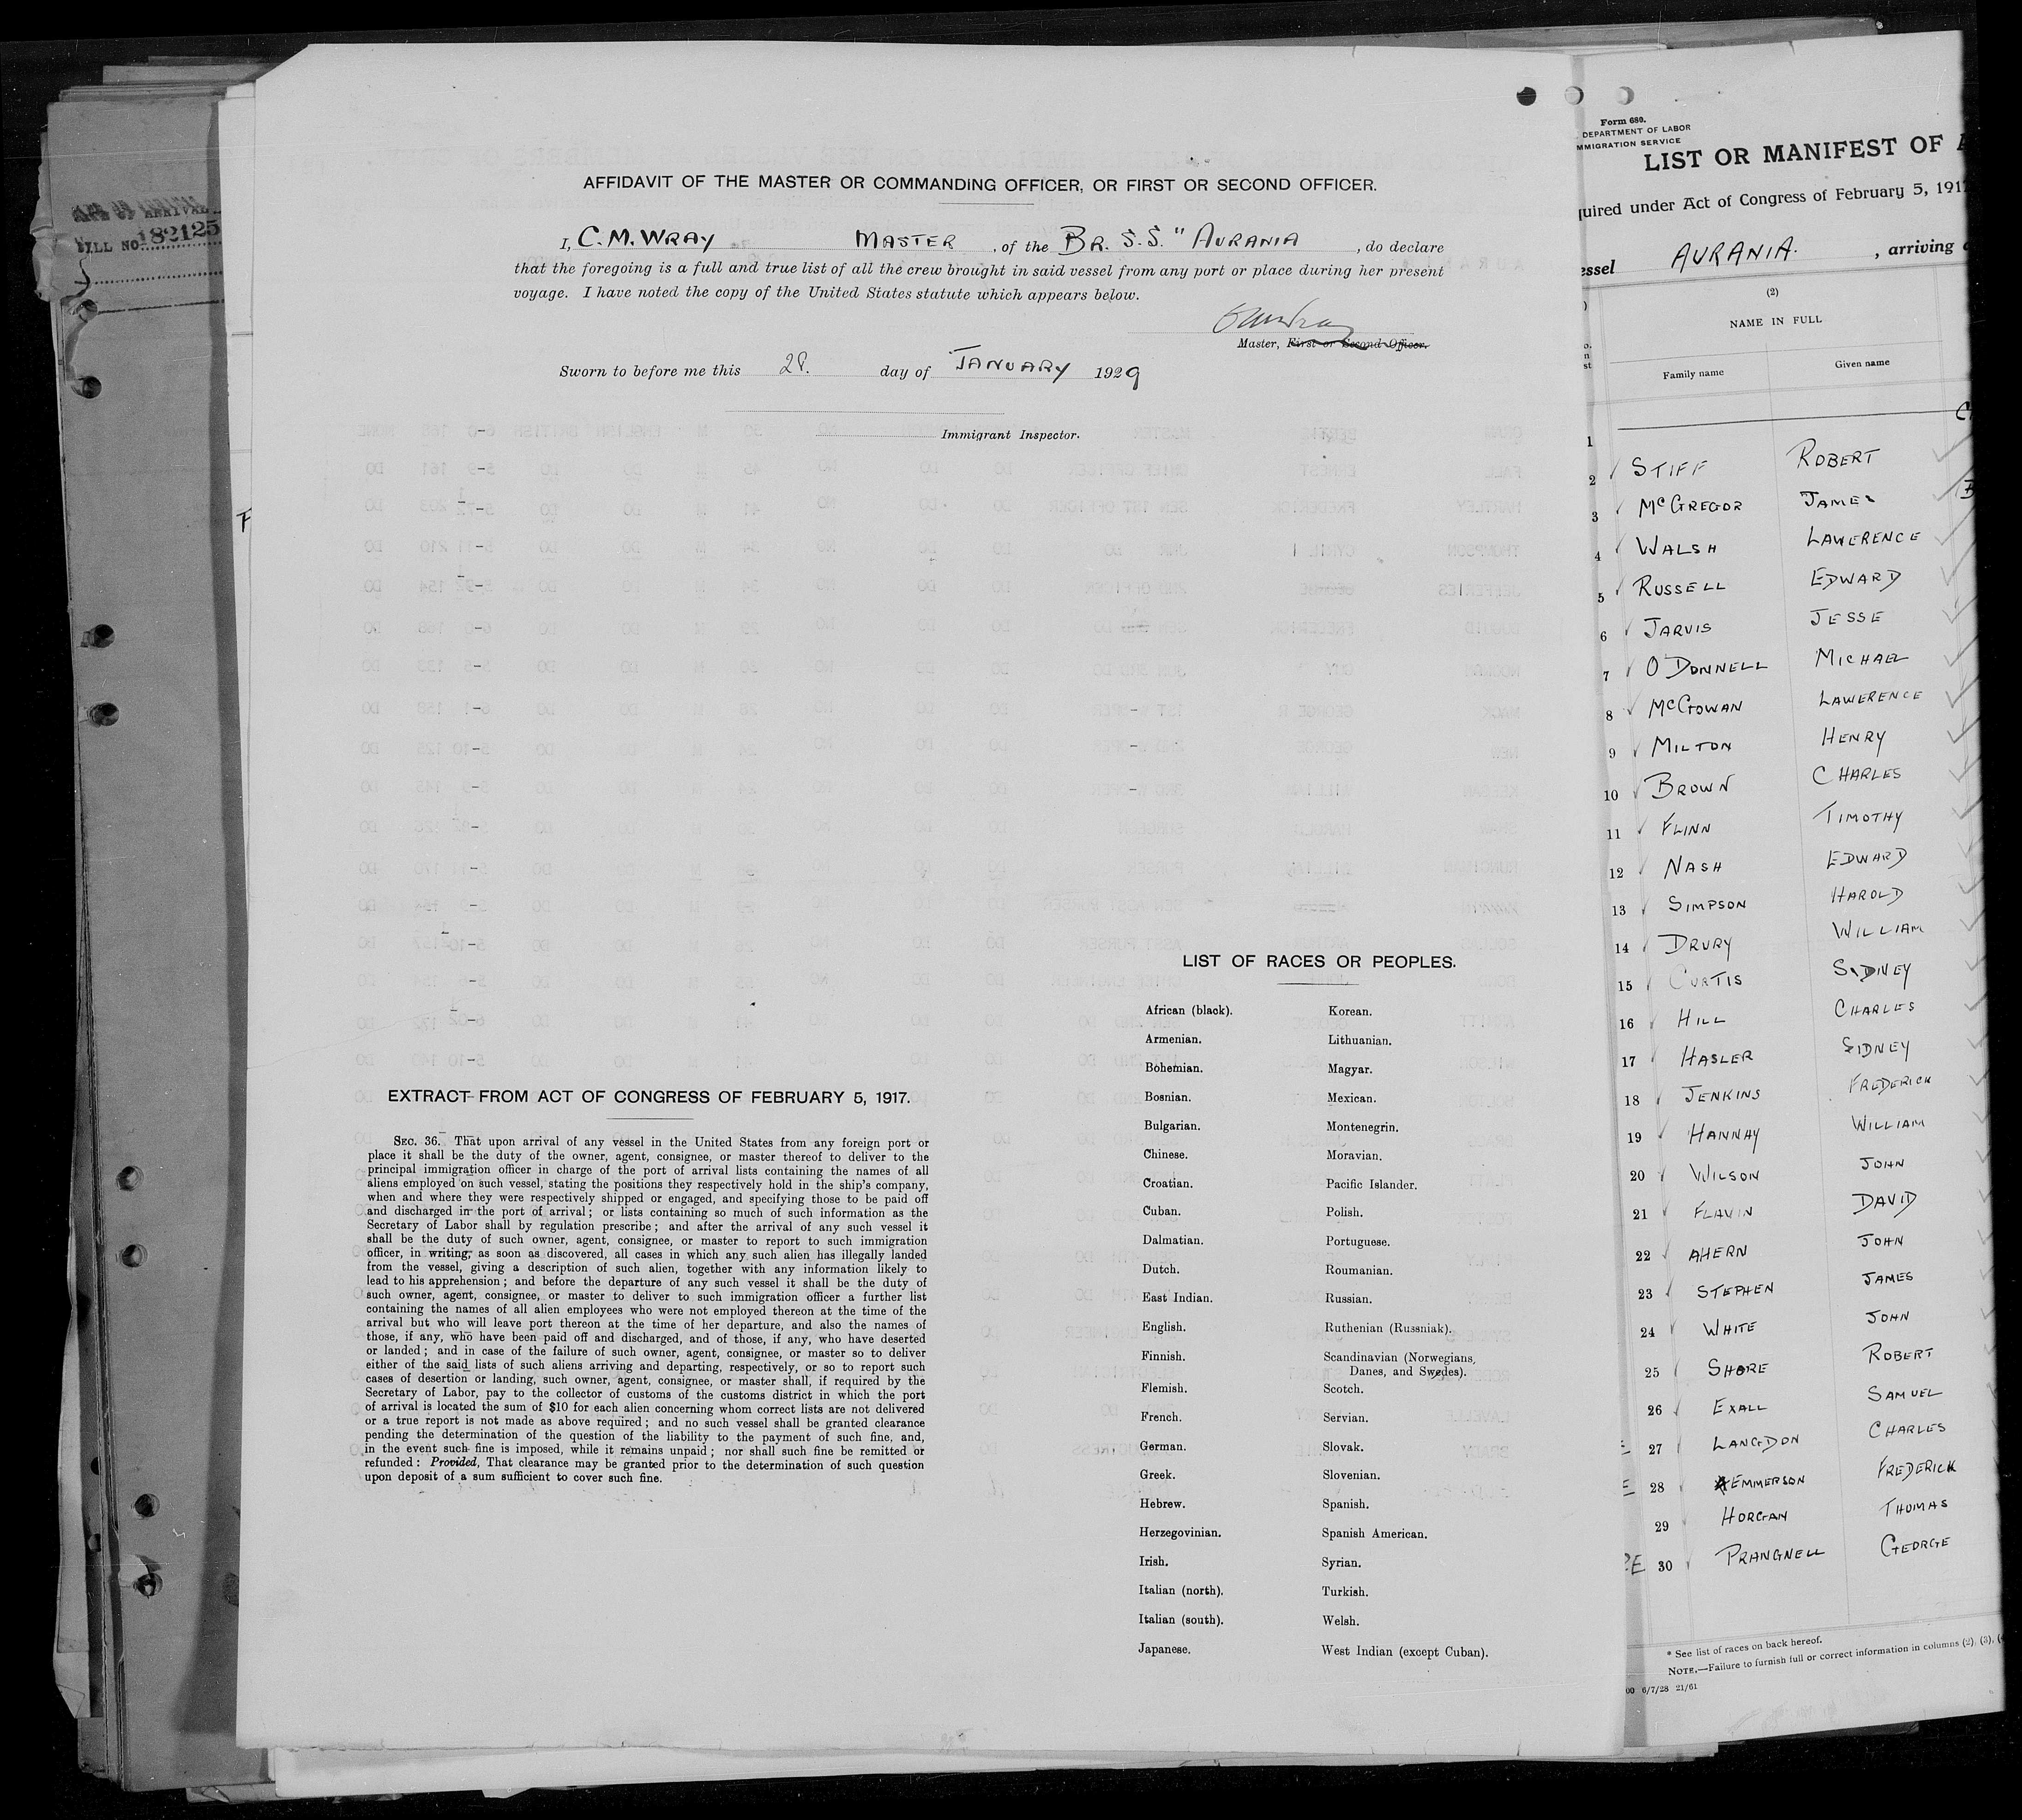 ARRIVAL
BILL NO. 182125
AFFIDAVIT OF THE MASTER OR COMMANDING OFFICER, OR FIRST OR SECOND OFFICER.
I, C. M. WRAY MASTER, of the BR. S.S. "AURANIA, do declare
that the foregoing is a full and true list of all the crew brought in said vessel from any port or place during her present
voyage. I have noted the copy of the United States statute which appears below.
Master, First or Second Officer.
Sworn to before me this 28. day of JANUARY 1929
Immigrant Inspector.
EXTRACT FROM ACT OF CONGRESS OF FEBRUARY 5, 1917.
SEC. 36. That upon arrival of any vessel in the United States from any foreign port or
place it shall be the duty of the owner, agent, consignee, or master thereof to deliver to the
principal immigration officer in charge of the port of arrival lists containing the names of all
aliens employed on such vessel, stating the positions they respectively hold in the ship's company,
when and where they were respectively shipped or engaged, and specifying those to be paid off
and discharged in the port of arrival; or lists containing so much of such information as the
Secretary of Labor shall by regulation prescribe; and after the arrival of any such vessel it
shall be the duty of such owner, agent, consignee, or master to report to such immigration
officer, in writing, as soon as discovered, all cases in which any such alien has illegally landed
from the vessel, giving a description of such alien, together with any information likely to
lead to his apprehension; and before the departure of any such vessel it shall be the duty of
such owner, agent, consignee, or master to deliver to such immigration officer a further list
containing the names of all alien employees who were not employed thereon at the time of the
arrival but who will leave port thereon at the time of her departure, and also the names of
those, if any, who have been paid off and discharged, and of those, if any, who have deserted
or landed; and in case of the failure of such owner, agent, consignee, or master so to deliver
either of the said lists of such aliens arriving and departing, respectively, or so to report such
cases of desertion or landing, such owner, agent, consignee, or master shall, if required by the
Secretary of Labor, pay to the collector of customs of the customs district in which the port
of arrival is located the sum of $10 for each alien concerning whom correct lists are not delivered
or a true report is not made as above required; and no such vessel shall be granted clearance
pending the determination of the question of the liability to the payment of such fine, and,
in the event such fine is imposed, while it remains unpaid; nor shall such fine be remitted or
refunded: Provided, That clearance may be granted prior to the determination of such question
upon deposit of a sum sufficient to cover such fine.
LIST OF RACES OR PEOPLES.
African (black). Korean.
Armenian. Lithuanian.
Bohemian. Magyar.
Bosnian. Mexican.
Bulgarian. Montenegrin.
Chinese. Moravian.
Croatian. Pacific Islander.
Cuban. Polish.
Dalmatian. Portuguese.
Dutch. Roumanian.
East Indian. Russian.
English. Ruthenian (Russniak).
Finnish. Scandinavian (Norwegians,
Danes, and Swedes).
Flemish. Scotch.
French. Servian.
German. Slovak.
Greek. Slovenian.
Hebrew. Spanish.
Herzegovinian. Spanish American.
Irish. Syrian.
Italian (north). Turkish.
Italian (south). Welsh.
Japanese. West Indian (except Cuban).
Form 680.
DEPARTMENT OF LABOR
MMIGRATION SERVICE
LIST OR MANIFEST OF A
quired under Act of Congress of February 5, 191
essel AURANIA. , arriving
(2)
NAME IN FULL
Family name Given name
1
2 STIFF ROBERT
3 McGREGOR JAMES
4 WALSH LAWERENCE
5 RUSSELL EDWARD
6 JARVIS JESSE
7 O'DONNELL MICHAEL
8 McGOWAN LAWERENCE
9 MILTON HENRY
10 BROWN CHARLES
11 FLINN TIMOTHY
12 NASH EDWARD
13 SIMPSON HAROLD
14 DRURY WILLIAM
15 CURTIS SIDNEY
16 HILL CHARLES
17 HASLER SIDNEY
18 JENKINS FREDERICK
19 HANNAY WILLIAM
20 WILSON JOHN
21 FLAVIN DAVID
22 AHERN JOHN
23 STEPHEN JAMES
24 WHITE JOHN
25 SHORE ROBERT
26 EXALL SAMUEL
27 LANGDON CHARLES
28 EMMERSON FREDERICK
29 HORGAN THOMAS
30 PRANGNELL GEORGE
* See list of races on back hereof.
NOTE.—Failure to furnish full or correct information in columns (2), (3),
00 6/7/28 21/61